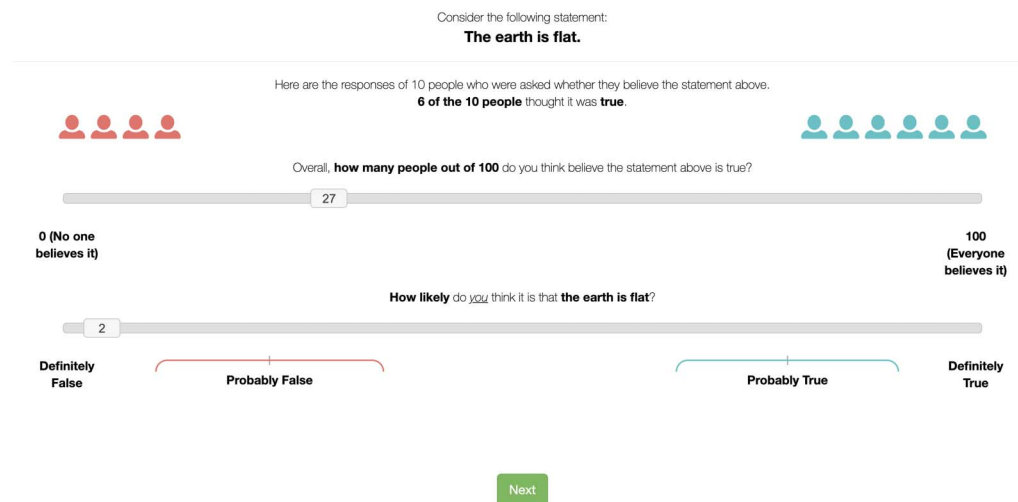 Consider the following statement:
The earth is flat.
Here are the responses of 10 people who were asked whether they believe the statement above.
6 of the 10 people thought it was true.
Overall, how many people out of 100 do you think believe the statement above is true?
27
0 (No one
believes it)
100
(Everyone
believes it)
How likely do you think it is that the earth is flat?
2
Definitely
False
Probably False
Probably True
Definitely
True
Next